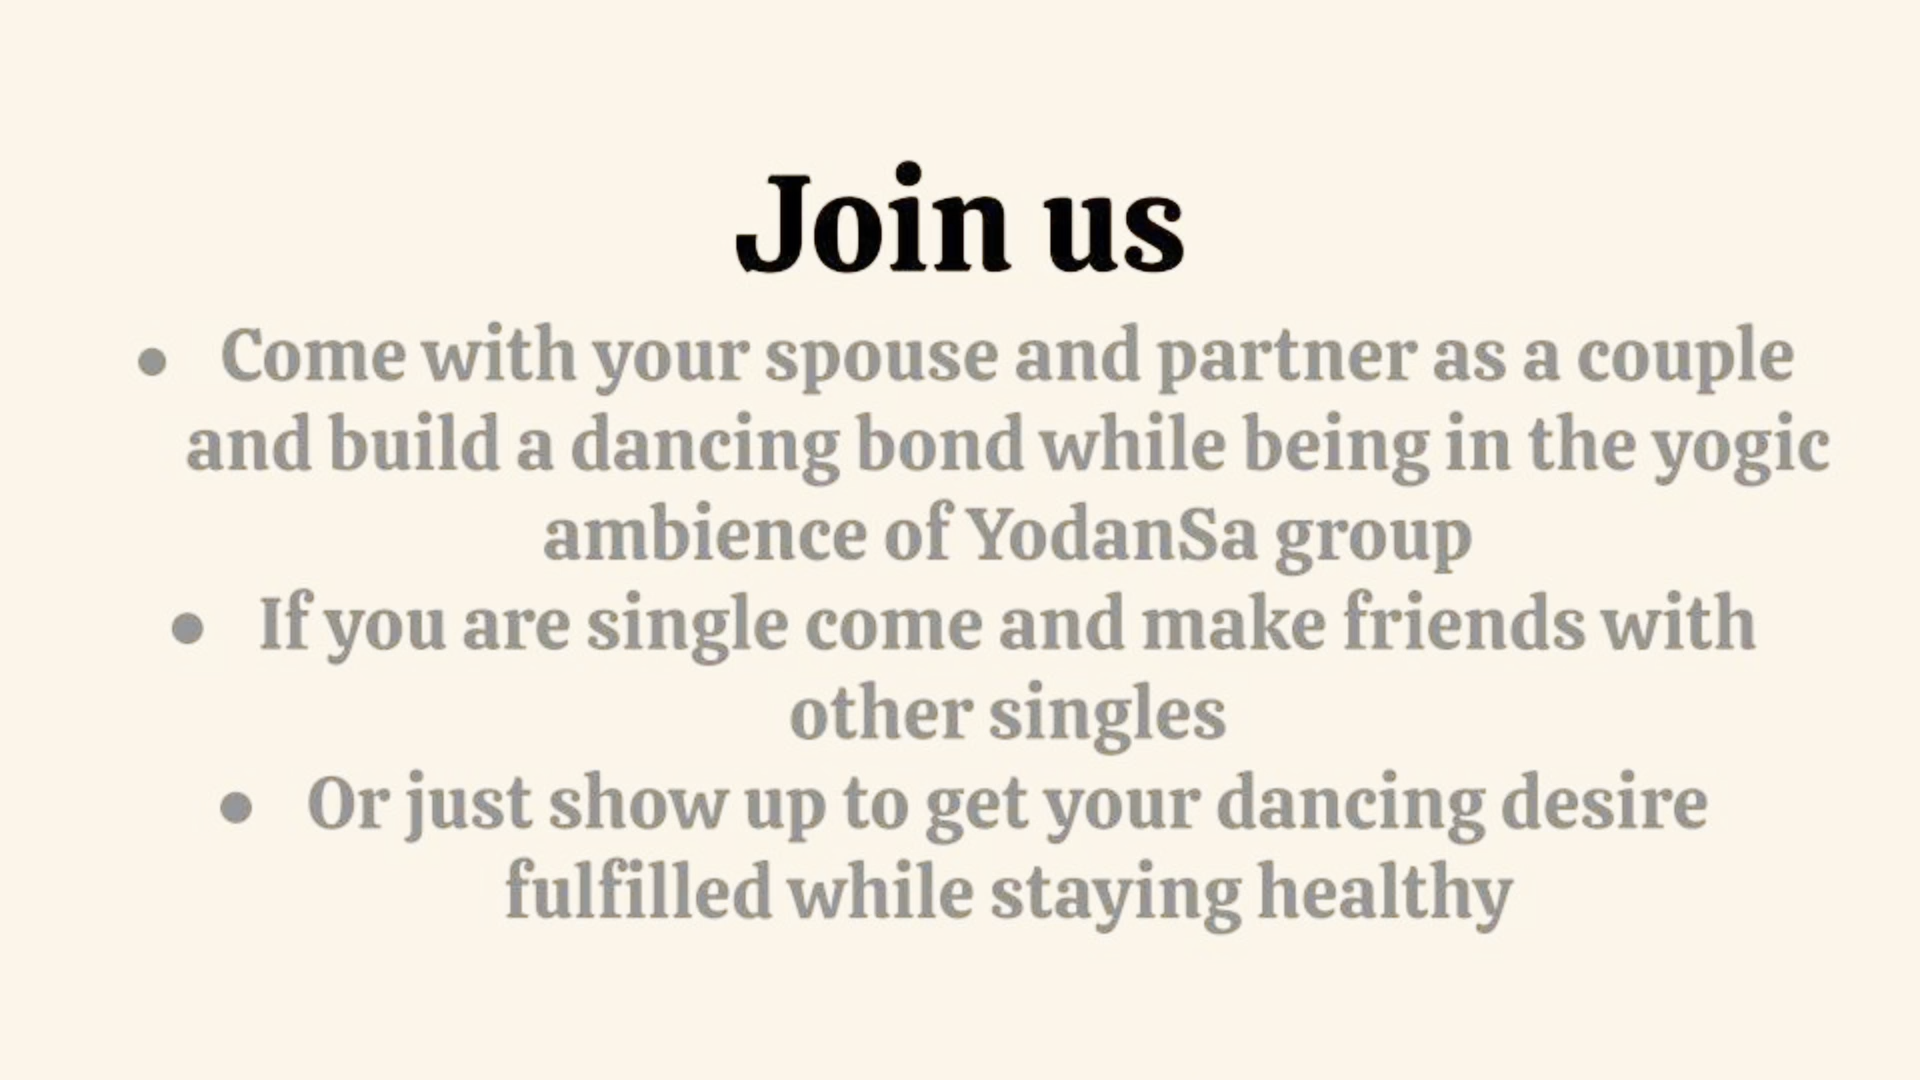 Join us
● Come with your spouse and partner as a couple
and build a dancing bond while being in the yogic
ambience of YodanSa group
● If you are single come and make friends with
other singles
● Or just show up to get your dancing desire
fulfilled while staying healthy